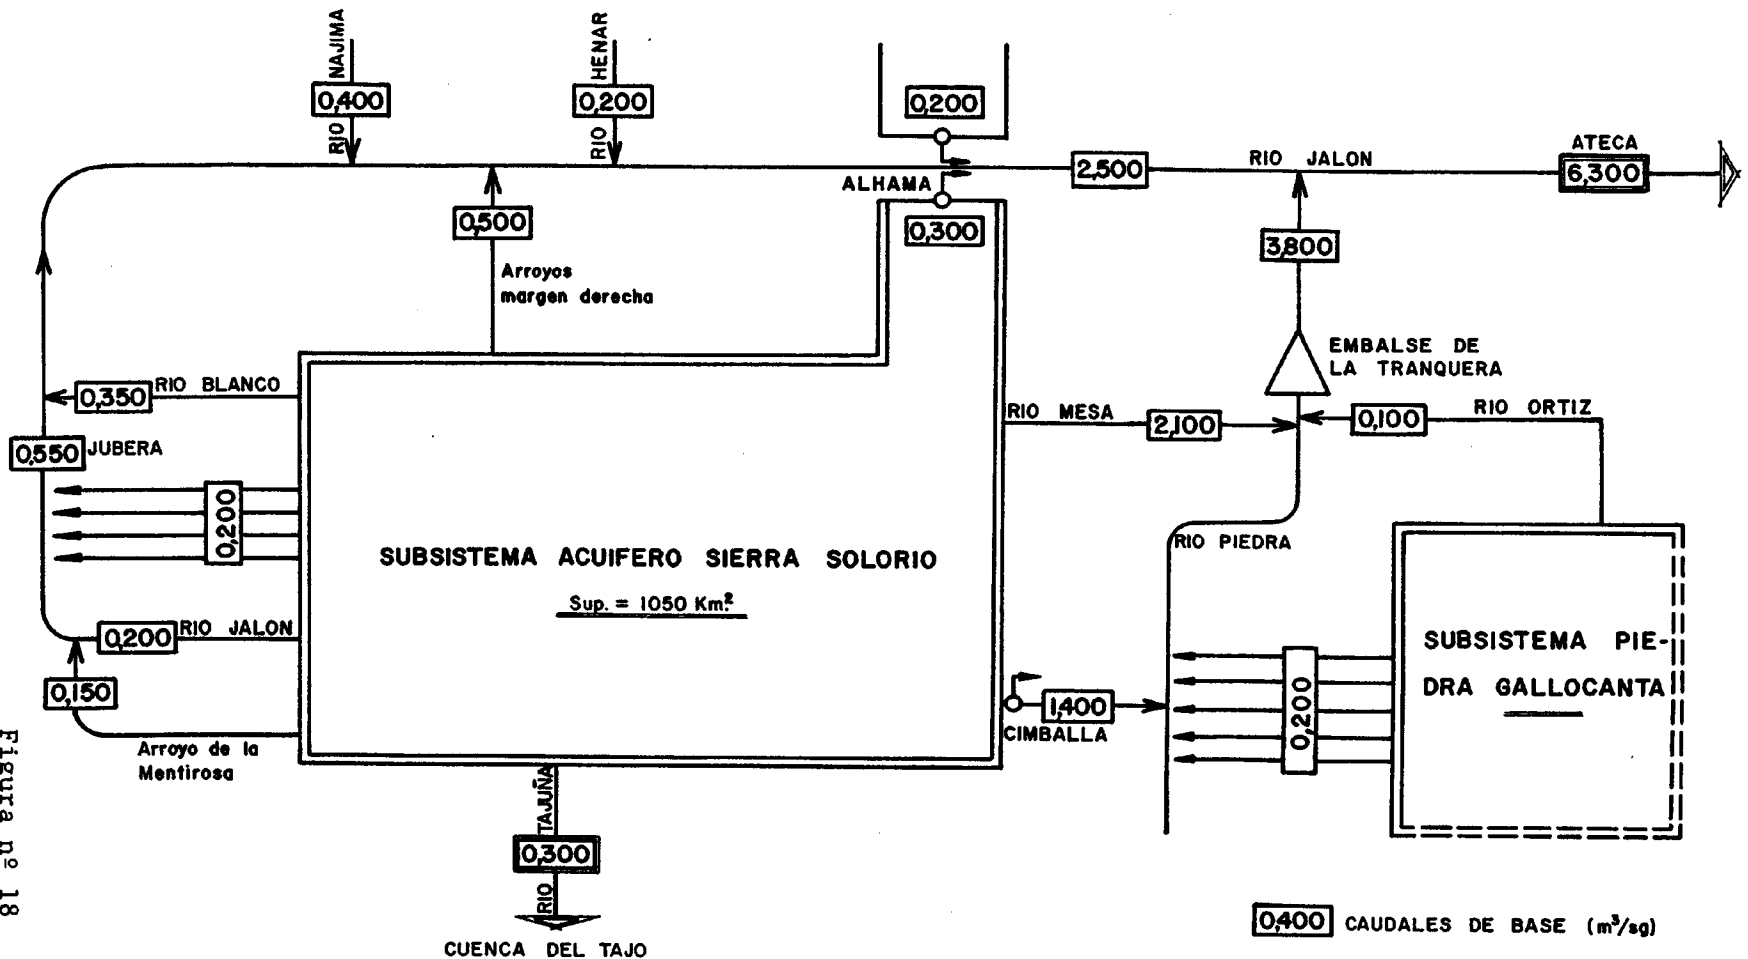 RIO NAJIMA
0,400
RIO HENAR
0,200
0,200
ATECA
6,300
RIO JALON
2,500
ALHAMA
0,300
0,500
Arroyos
margen derecha
3,800
EMBALSE DE
LA TRANQUERA
RIO BLANCO
0,350
JUBERA
0,550
0,200
RIO MESA
2,100
RIO ORTIZ
0,100
RIO PIEDRA
SUBSISTEMA ACUIFERO SIERRA SOLORIO
Sup. = 1050 Km.²
RIO JALON
0,200
0,150
Arroyo de la
Mentirosa
SUBSISTEMA PIE-
DRA GALLOCANTA
0,200
1,400
CIMBALLA
RIO TAJUÑA
0,300
CUENCA DEL TAJO
0,400 CAUDALES DE BASE (m³/sg)
Figura nº 18